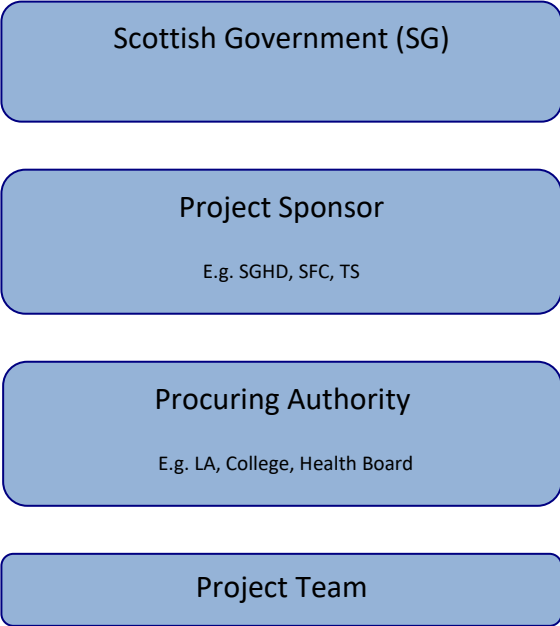 Scottish Government (SG)
Project Sponsor
E.g. SGHD, SFC, TS
Procuring Authority
E.g. LA, College, Health Board
Project Team